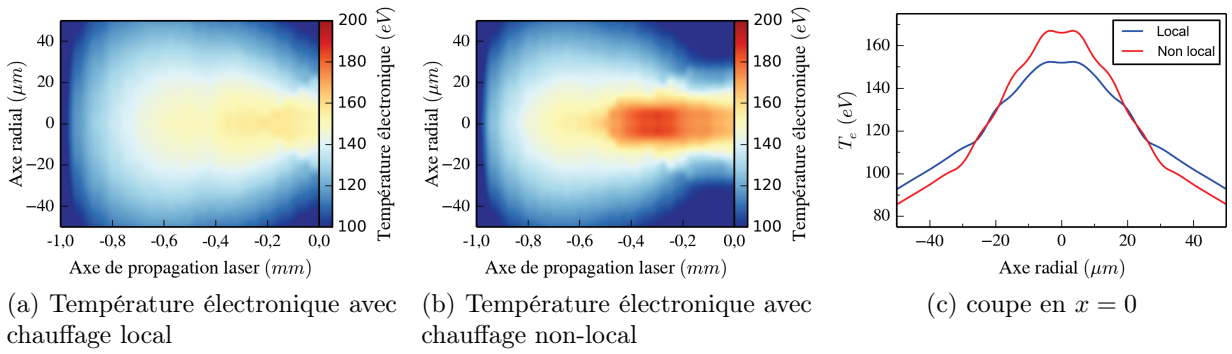 40
20
0
−20
−40
Axe radial (μm)
-1,0
-0,8
-0,6
-0,4
-0,2
0,0
Axe de propagation laser (mm)
200
180
160
140
120
100
Température électronique (eV)
(a) Température électronique avec
chauffage local
40
20
0
−20
−40
Axe radial (μm)
-1,0
-0,8
-0,6
-0,4
-0,2
0,0
Axe de propagation laser (mm)
200
180
160
140
120
100
Température électronique (eV)
(b) Température électronique avec
chauffage non-local
160
140
120
100
80
T_e (eV)
Local
Non local
−40
−20
0
20
40
Axe radial (μm)
(c) coupe en x = 0